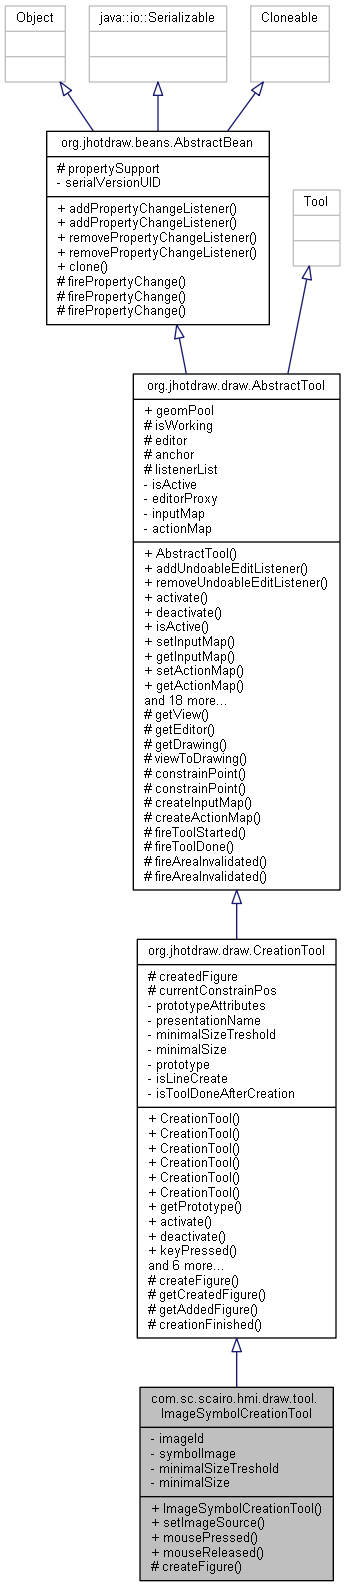 Object
java::io::Serializable
Cloneable
org.jhotdraw.beans.AbstractBean
# propertySupport
- serialVersionUID
+ addPropertyChangeListener()
+ addPropertyChangeListener()
+ removePropertyChangeListener()
+ removePropertyChangeListener()
+ clone()
# firePropertyChange()
# firePropertyChange()
# firePropertyChange()
Tool
org.jhotdraw.draw.AbstractTool
+ geomPool
# isWorking
# editor
# anchor
# listenerList
- isActive
- editorProxy
- inputMap
- actionMap
+ AbstractTool()
+ addUndoableEditListener()
+ removeUndoableEditListener()
+ activate()
+ deactivate()
+ isActive()
+ setInputMap()
+ getInputMap()
+ setActionMap()
+ getActionMap()
and 18 more...
# getView()
# getEditor()
# getDrawing()
# viewToDrawing()
# constrainPoint()
# constrainPoint()
# createInputMap()
# createActionMap()
# fireToolStarted()
# fireToolDone()
# fireAreaInvalidated()
# fireAreaInvalidated()
org.jhotdraw.draw.CreationTool
# createdFigure
# currentConstrainPos
- prototypeAttributes
- presentationName
- minimalSizeTreshold
- minimalSize
- prototype
- isLineCreate
- isToolDoneAfterCreation
+ CreationTool()
+ CreationTool()
+ CreationTool()
+ CreationTool()
+ CreationTool()
+ CreationTool()
+ getPrototype()
+ activate()
+ deactivate()
+ keyPressed()
and 6 more...
# createFigure()
# getCreatedFigure()
# getAddedFigure()
# creationFinished()
com.sc.scairo.hmi.draw.tool.
ImageSymbolCreationTool
- imageId
- symbolImage
- minimalSizeTreshold
- minimalSize
+ ImageSymbolCreationTool()
+ setImageSource()
+ mousePressed()
+ mouseReleased()
# createFigure()